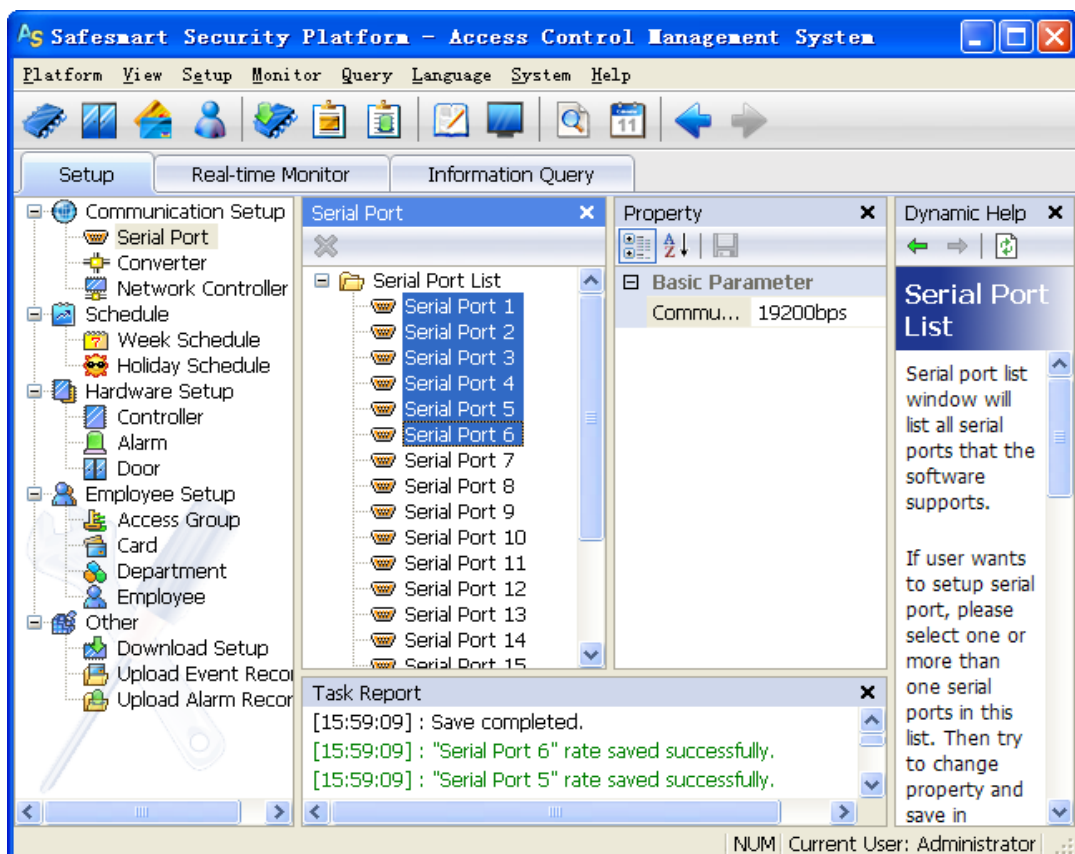 Safesmart Security Platform - Access Control Management System
Platform View Setup Monitor Query Language System Help
11
Setup Real-time Monitor Information Query
Communication Setup
Serial Port
Converter
Network Controller
Schedule
7 Week Schedule
Holiday Schedule
Hardware Setup
Controller
Alarm
Door
Employee Setup
Access Group
Card
Department
Employee
Other
Download Setup
Upload Event Recor
Upload Alarm Recor
Serial Port
Serial Port List
Serial Port 1
Serial Port 2
Serial Port 3
Serial Port 4
Serial Port 5
Serial Port 6
Serial Port 7
Serial Port 8
Serial Port 9
Serial Port 10
Serial Port 11
Serial Port 12
Serial Port 13
Serial Port 14
Serial Port 15
Property
Basic Parameter
Commu... 19200bps
Dynamic Help
Serial Port
List
Serial port list
window will
list all serial
ports that the
software
supports.
If user wants
to setup serial
port, please
select one or
more than
one serial
ports in this
list. Then try
to change
property and
save in
Task Report
[15:59:09] : Save completed.
[15:59:09] : "Serial Port 6" rate saved successfully.
[15:59:09] : "Serial Port 5" rate saved successfully.
NUM Current User: Administrator